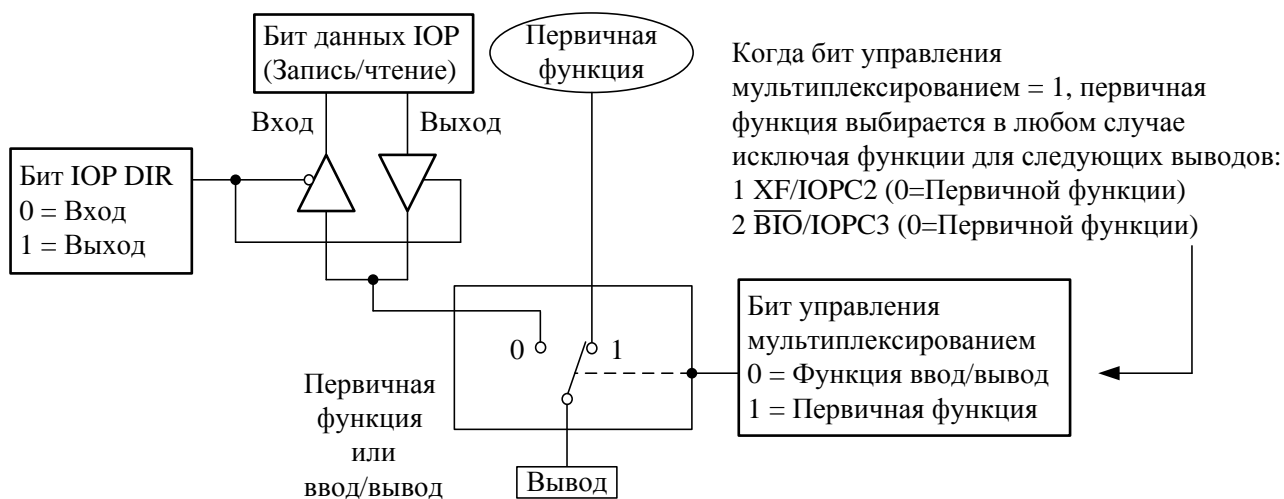 Бит данных IOP
(Запись/чтение)
Первичная
функция
Когда бит управления
мультиплексированием = 1, первичная
функция выбирается в любом случае
исключая функции для следующих выводов:
1 XF/IOPC2 (0=Первичной функции)
2 B̅I̅O̅/IOPC3 (0=Первичной функции)
Вход
Выход
Бит IOP DIR
0 = Вход
1 = Выход
0
1
Бит управления
мультиплексированием
0 = Функция ввод/вывод
1 = Первичная функция
Первичная
функция
или
ввод/вывод
Вывод